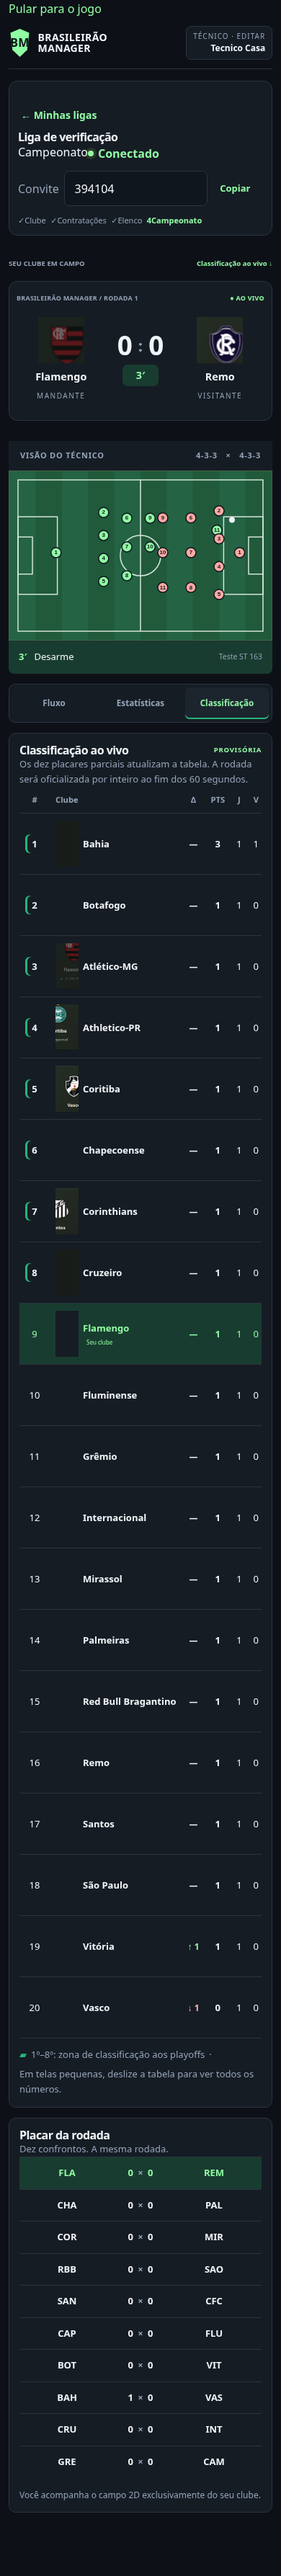 Pular para o jogo
BM
BRASILEIRÃO
MANAGER
TÉCNICO · EDITAR
Tecnico Casa
← Minhas ligas
Liga de verificação
Campeonato
Conectado
Convite
394104
Copiar
✓Clube ✓Contratações ✓Elenco 4Campeonato
SEU CLUBE EM CAMPO
Classificação ao vivo ↓
BRASILEIRÃO MANAGER / RODADA 1
● AO VIVO
0 : 0
3′
Flamengo
MANDANTE
Remo
VISITANTE
VISÃO DO TÉCNICO
4-3-3 × 4-3-3
3′ Desarme
Teste ST 163
Fluxo
Estatísticas
Classificação
Classificação ao vivo
PROVISÓRIA
Os dez placares parciais atualizam a tabela. A rodada
será oficializada por inteiro ao fim dos 60 segundos.
# Clube Δ PTS J V
1 Bahia — 3 1 1
2 Botafogo — 1 1 0
3 Atlético-MG — 1 1 0
4 Athletico-PR — 1 1 0
5 Coritiba — 1 1 0
6 Chapecoense — 1 1 0
7 Corinthians — 1 1 0
8 Cruzeiro — 1 1 0
9 Flamengo — 1 1 0
Seu clube
10 Fluminense — 1 1 0
11 Grêmio — 1 1 0
12 Internacional — 1 1 0
13 Mirassol — 1 1 0
14 Palmeiras — 1 1 0
15 Red Bull Bragantino — 1 1 0
16 Remo — 1 1 0
17 Santos — 1 1 0
18 São Paulo — 1 1 0
19 Vitória ↑ 1 1 1 0
20 Vasco ↓ 1 0 1 0
1º–8º: zona de classificação aos playoffs ·
Em telas pequenas, deslize a tabela para ver todos os
números.
Placar da rodada
Dez confrontos. A mesma rodada.
FLA 0 × 0 REM
CHA 0 × 0 PAL
COR 0 × 0 MIR
RBB 0 × 0 SAO
SAN 0 × 0 CFC
CAP 0 × 0 FLU
BOT 0 × 0 VIT
BAH 1 × 0 VAS
CRU 0 × 0 INT
GRE 0 × 0 CAM
Você acompanha o campo 2D exclusivamente do seu clube.